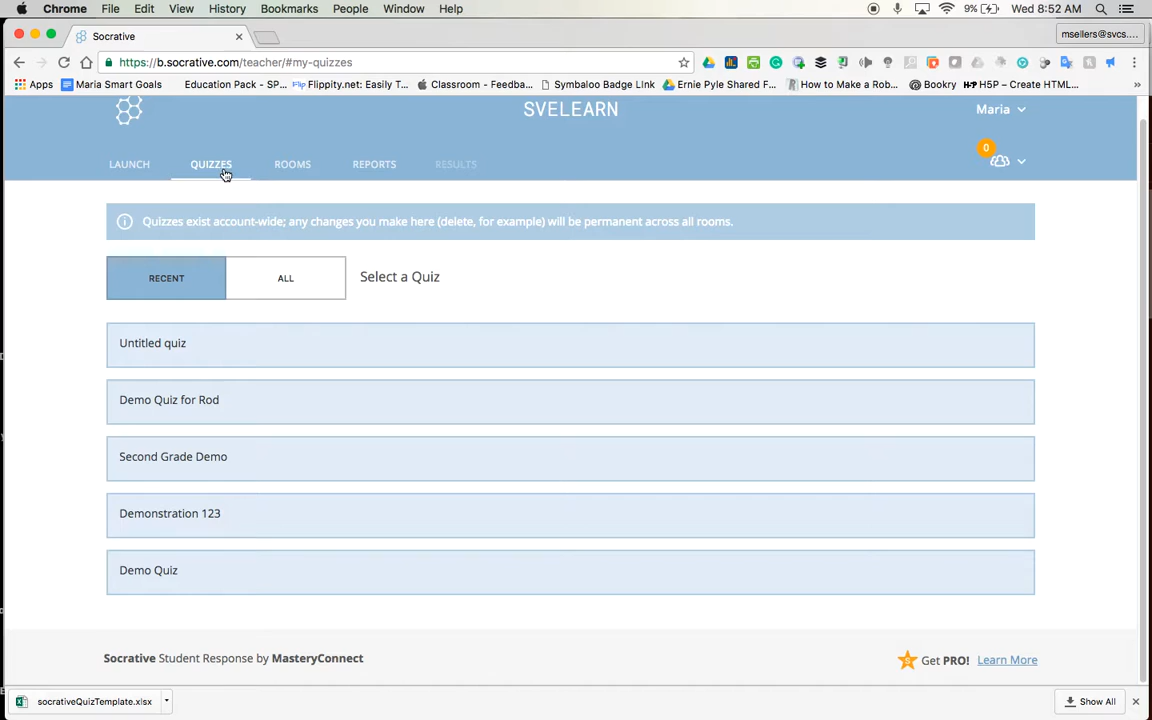 Chrome File Edit View History Bookmarks People Window Help 9% Wed 8:52 AM
Socrative
msellers@svcs....
https://b.socrative.com/teacher/#my-quizzes
Apps Maria Smart Goals Education Pack - SP... Flippity.net: Easily T... Classroom - Feedba... Symbaloo Badge LInk Ernie Pyle Shared F... How to Make a Rob... Bookry H5P – Create HTML...
SVELEARN
Maria
LAUNCH QUIZZES ROOMS REPORTS RESULTS
0
Quizzes exist account-wide; any changes you make here (delete, for example) will be permanent across all rooms.
RECENT ALL Select a Quiz
Untitled quiz
Demo Quiz for Rod
Second Grade Demo
Demonstration 123
Demo Quiz
Socrative Student Response by MasteryConnect
Get PRO! Learn More
socrativeQuizTemplate.xlsx
Show All